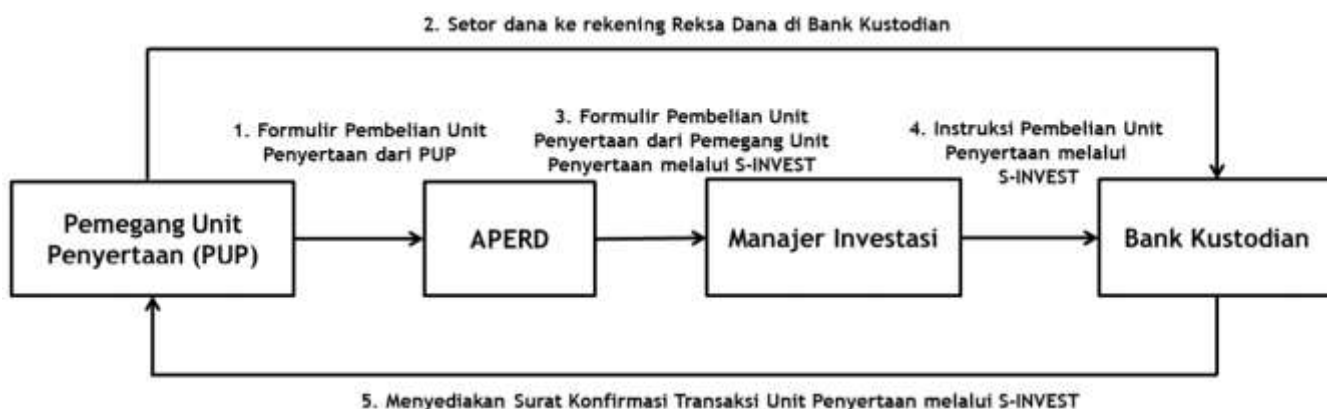 2. Setor dana ke rekening Reksa Dana di Bank Kustodian
1. Formulir Pembelian Unit
Penyertaan dari PUP
3. Formulir Pembelian Unit
Penyertaan dari Pemegang Unit
Penyertaan melalui S-INVEST
4. Instruksi Pembelian Unit
Penyertaan melalui
S-INVEST
Pemegang Unit
Penyertaan (PUP)
APERD
Manajer Investasi
Bank Kustodian
5. Menyediakan Surat Konfirmasi Transaksi Unit Penyertaan melalui S-INVEST